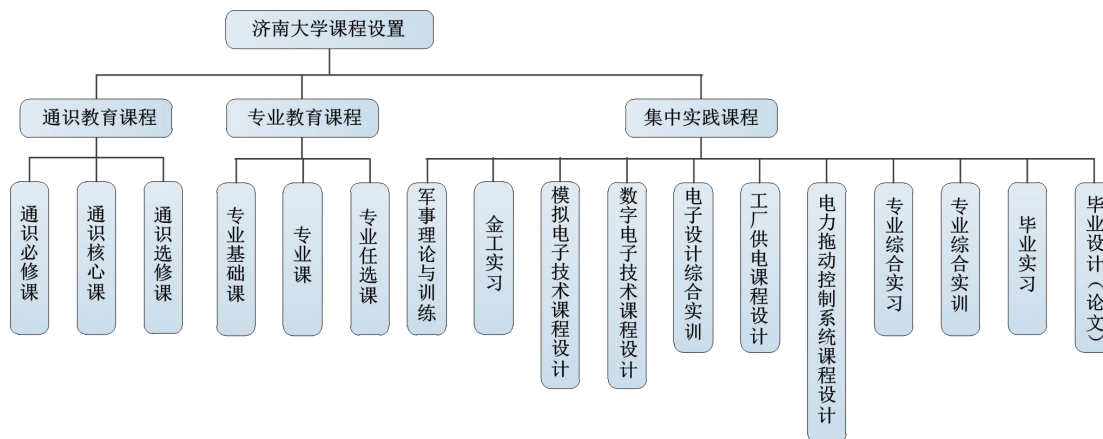 济南大学课程设置
通识教育课程
专业教育课程
集中实践课程
通识必修课
通识核心课
通识选修课
专业基础课
专业课
专业任选课
军事理论与训练
金工实习
模拟电子技术课程设计
数字电子技术课程设计
电子设计综合实训
工厂供电课程设计
电力拖动控制系统课程设计
专业综合实习
专业综合实训
毕业实习
毕业设计（论文）